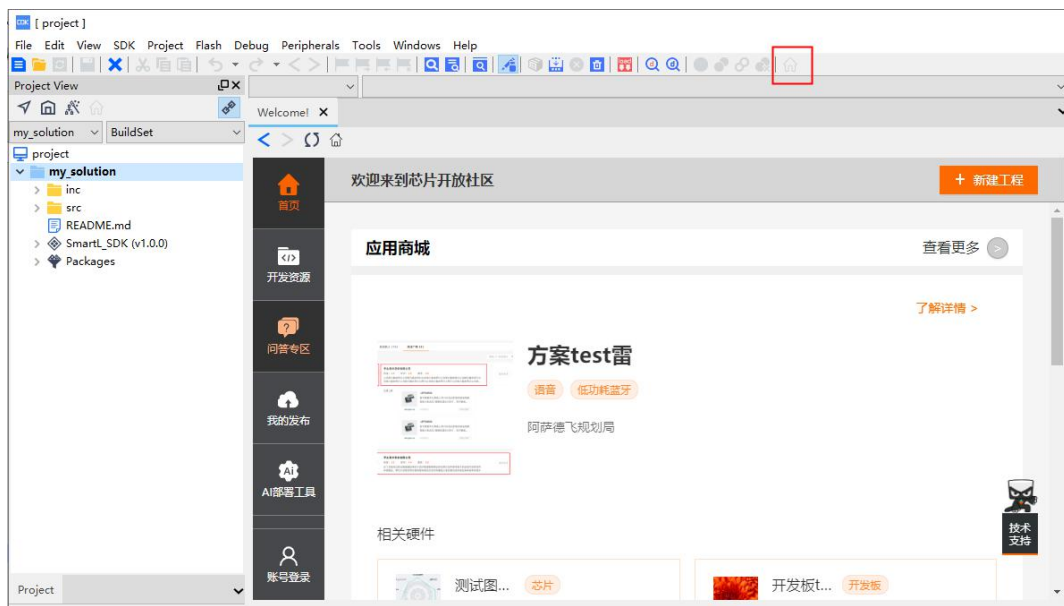 CDK [ project ]
File Edit View SDK Project Flash Debug Peripherals Tools Windows Help
Project View
Welcome!
my_solution BuildSet
project
my_solution
inc
src
README.md
SmartL_SDK (v1.0.0)
Packages
Project
首页
开发资源
问答专区
我的发布
Ai
AI部署工具
账号登录
欢迎来到芯片开放社区
+ 新建工程
应用商城
查看更多 >
了解详情 >
方案test雷
语音 低功耗蓝牙
阿萨德飞规划局
相关硬件
测试图... 芯片
开发板t... 开发板
技术
支持